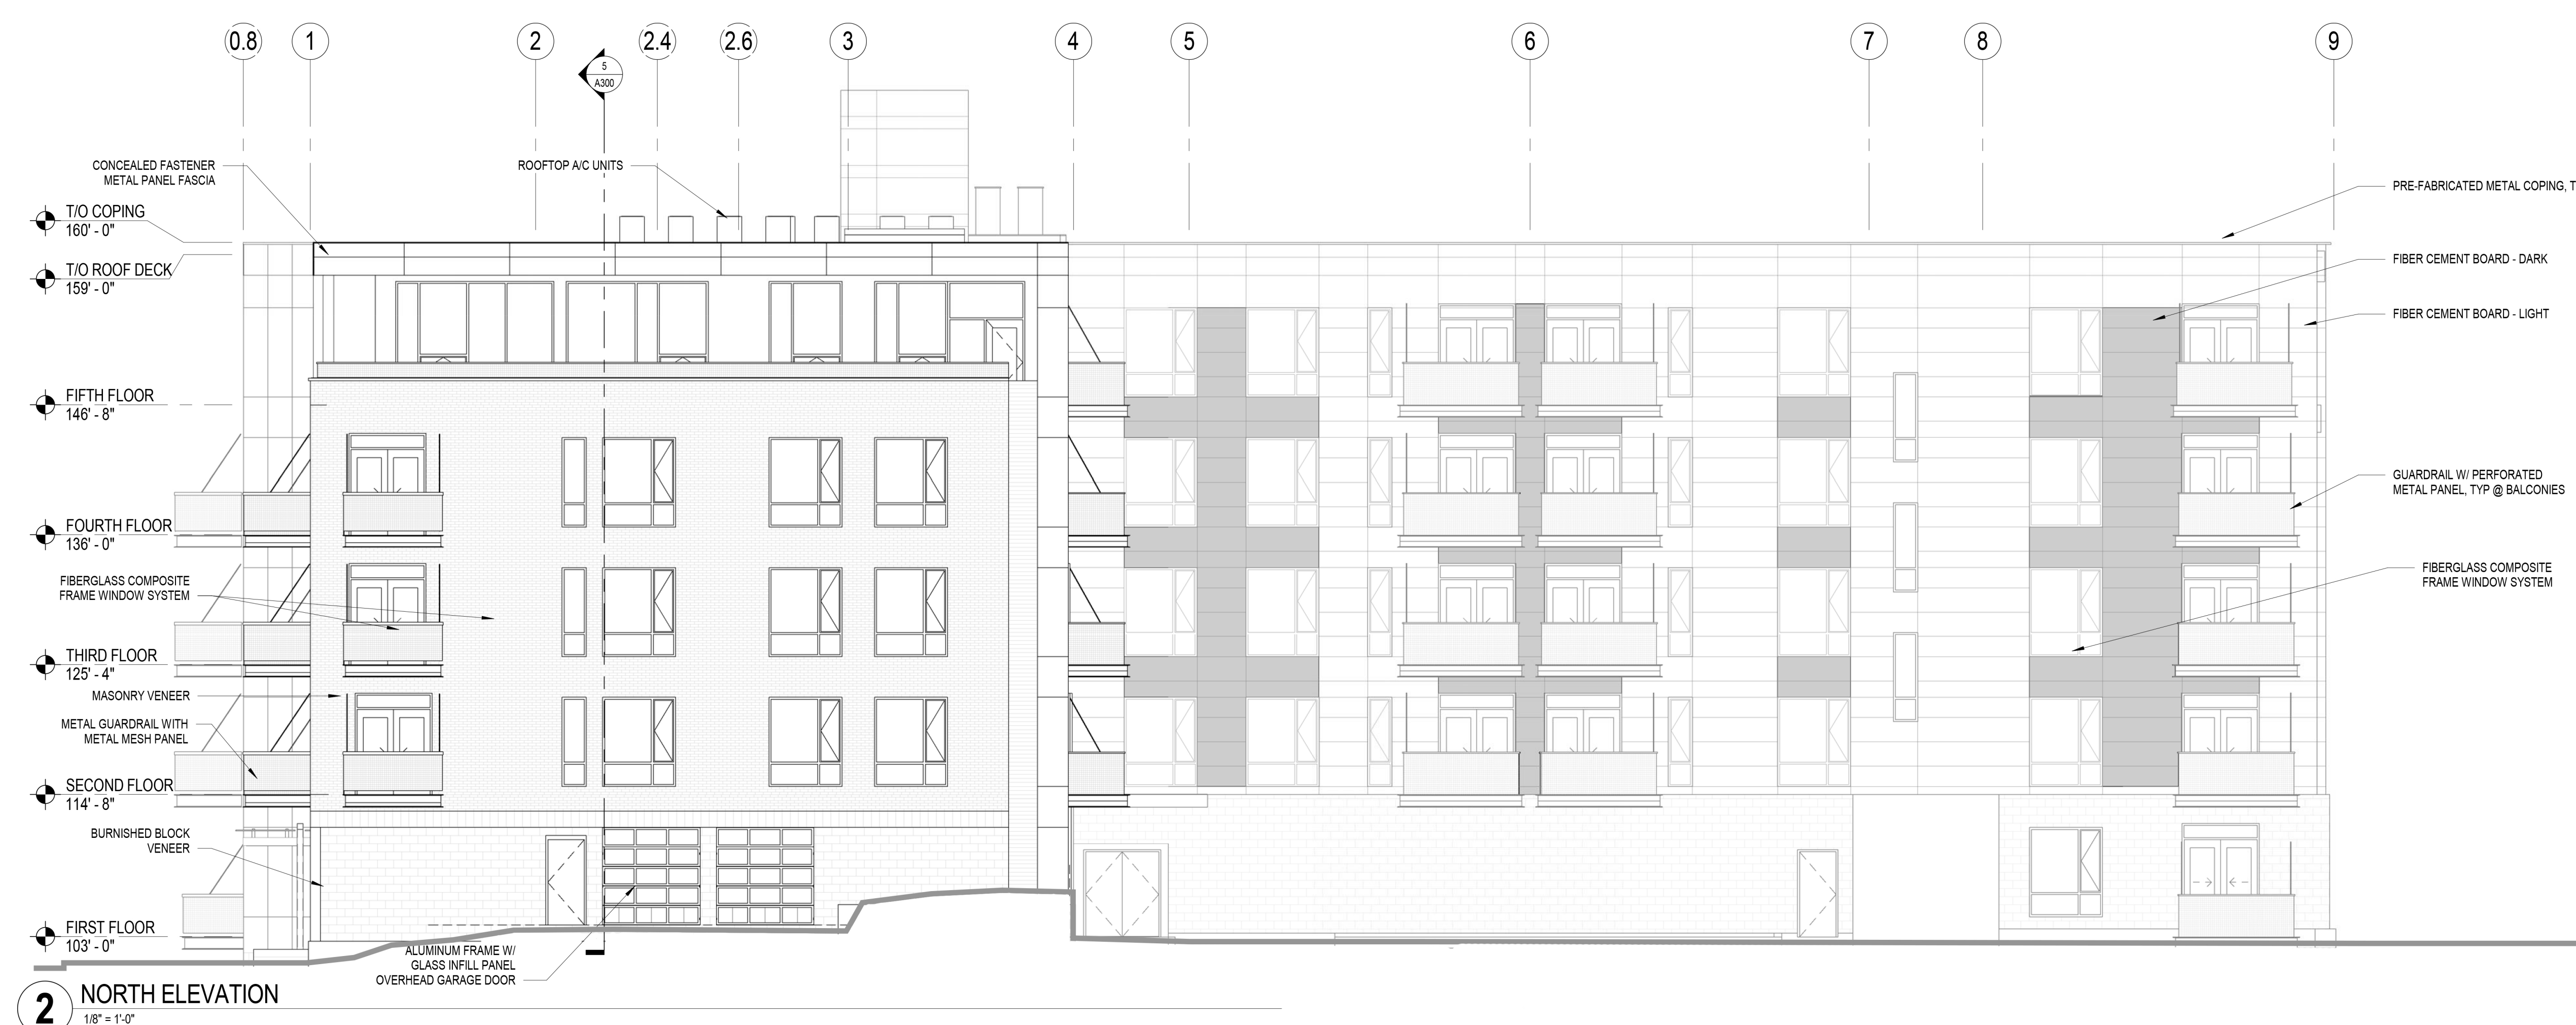 0.8
1
2
2.4
2.6
3
4
5
6
7
8
9
5
A300
CONCEALED FASTENER
METAL PANEL FASCIA
ROOFTOP A/C UNITS
T/O COPING
160' - 0"
T/O ROOF DECK
159' - 0"
FIFTH FLOOR
146' - 8"
FOURTH FLOOR
136' - 0"
FIBERGLASS COMPOSITE
FRAME WINDOW SYSTEM
THIRD FLOOR
125' - 4"
MASONRY VENEER
METAL GUARDRAIL WITH
METAL MESH PANEL
SECOND FLOOR
114' - 8"
BURNISHED BLOCK
VENEER
FIRST FLOOR
103' - 0"
ALUMINUM FRAME W/
GLASS INFILL PANEL
OVERHEAD GARAGE DOOR
PRE-FABRICATED METAL COPING, T
FIBER CEMENT BOARD - DARK
FIBER CEMENT BOARD - LIGHT
GUARDRAIL W/ PERFORATED
METAL PANEL, TYP @ BALCONIES
FIBERGLASS COMPOSITE
FRAME WINDOW SYSTEM
2
NORTH ELEVATION
1/8" = 1'-0"